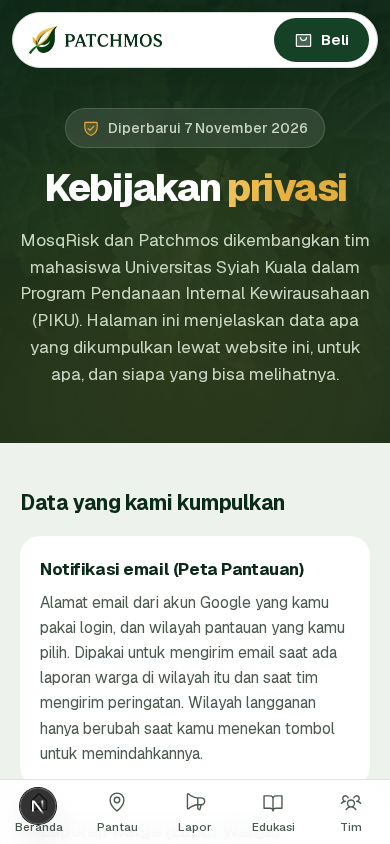 PATCHMOS
Beli
Diperbarui 7 November 2026
Kebijakan privasi
MosqRisk dan Patchmos dikembangkan tim
mahasiswa Universitas Syiah Kuala dalam
Program Pendanaan Internal Kewirausahaan
(PIKU). Halaman ini menjelaskan data apa
yang dikumpulkan lewat website ini, untuk
apa, dan siapa yang bisa melihatnya.
Data yang kami kumpulkan
Notifikasi email (Peta Pantauan)
Alamat email dari akun Google yang kamu
pakai login, dan wilayah pantauan yang kamu
pilih. Dipakai untuk mengirim email saat ada
laporan warga di wilayah itu dan saat tim
mengirim peringatan. Wilayah langganan
hanya berubah saat kamu menekan tombol
untuk memindahkannya.
N
Beranda
Pantau
Lapor
Edukasi
Tim